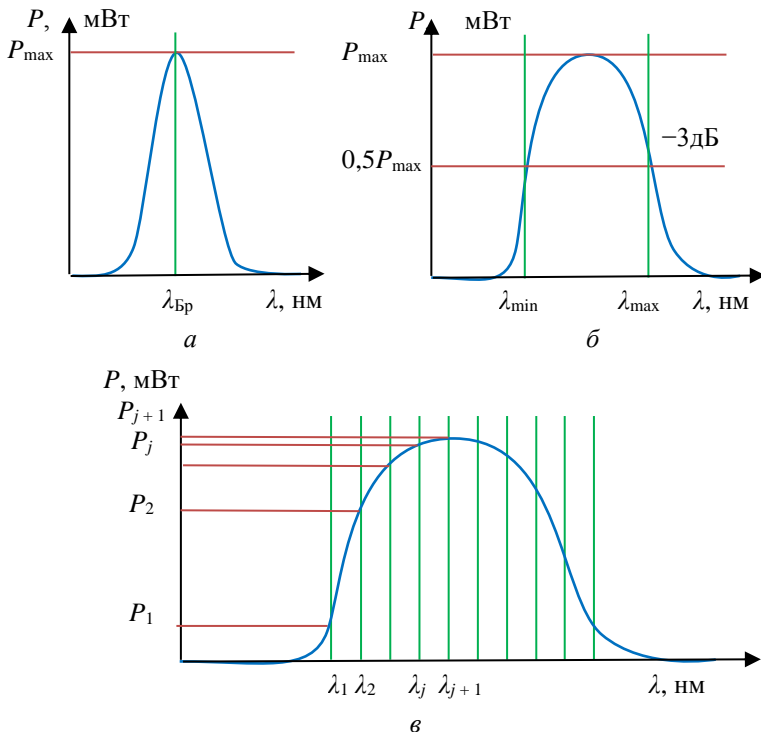 P, мВт
P мВт
Pmax
Pmax
−3дБ
0,5Pmax
λБр λ, нм
λmin λmax λ, нм
а
б
P, мВт
Pj + 1
Pj
P2
P1
λ1 λ2 λj λj + 1 λ, нм
в